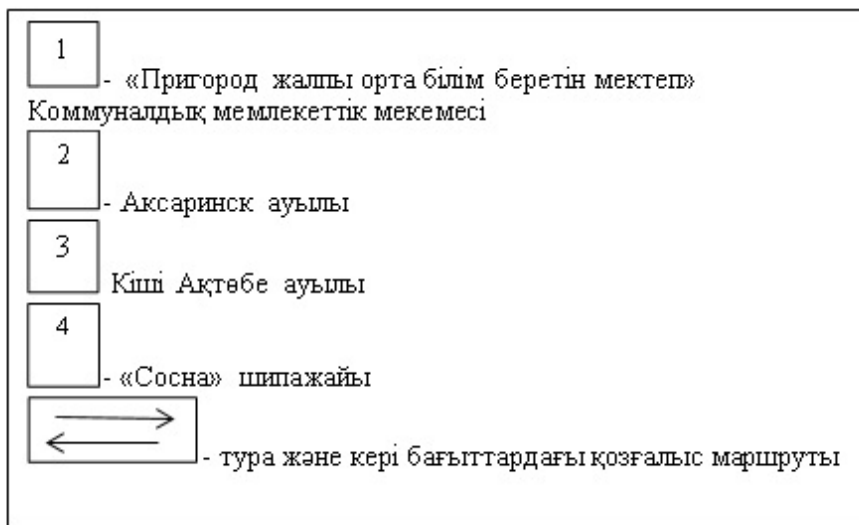 1
- «Пригород жалпы орта білім беретін мектеп»
Коммуналдық мемлекеттік мекемесі
2
- Аксаринск ауылы
3
Кіші Ақтөбе ауылы
4
- «Сосна» шипажайы
- тура және кері бағыттардағы қозғалыс маршруты